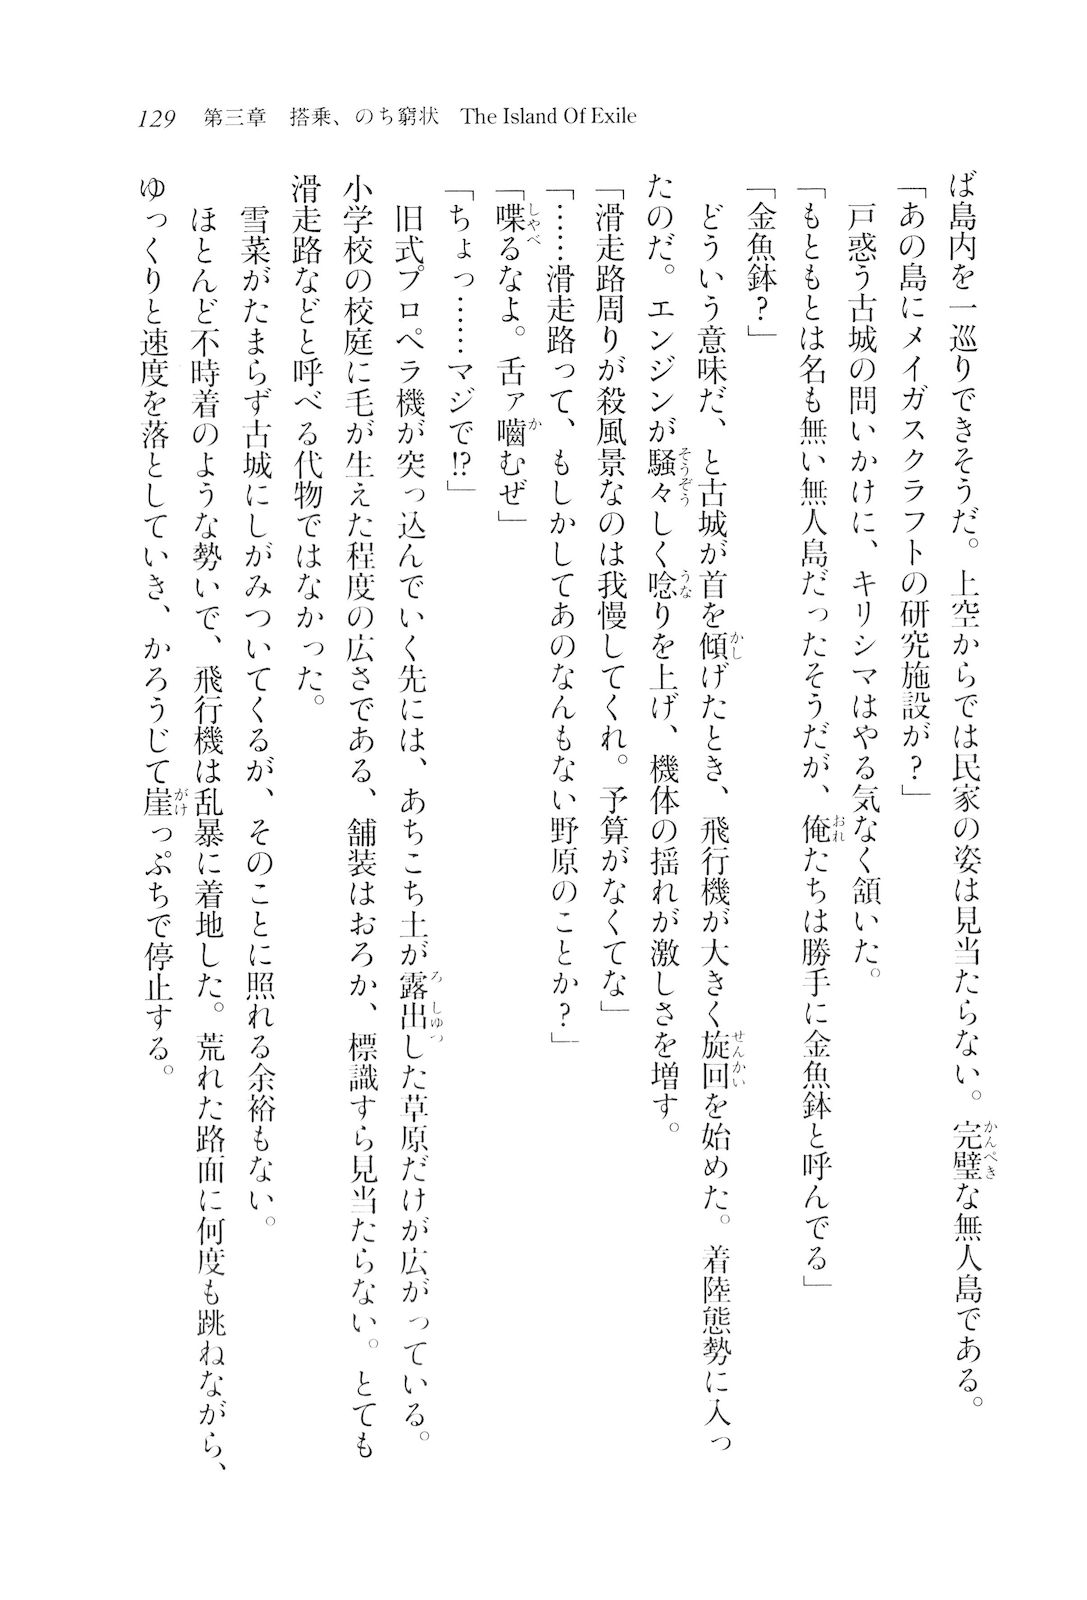 129　第三章　搭乗、のち窮状　The Island Of Exile
ば島内を一巡りできそうだ。上空からでは民家の姿は見当たらない。完璧な無人島である。
「あの島にメイガスクラフトの研究施設が？」
戸惑う古城の問いかけに、キリシマはやる気なく頷いた。
「もともとは名も無い無人島だったそうだが、俺たちは勝手に金魚鉢と呼んでる」
「金魚鉢？」
どういう意味だ、と古城が首を傾げたとき、飛行機が大きく旋回を始めた。着陸態勢に入っ
たのだ。エンジンが騒々しく唸りを上げ、機体の揺れが激しさを増す。
「滑走路周りが殺風景なのは我慢してくれ。予算がなくてな」
「……滑走路って、もしかしてあのなんもない野原のことか？」
「喋るなよ。舌ァ嚙むぜ」
「ちょっ……マジで!?」
旧式プロペラ機が突っ込んでいく先には、あちこち土が露出した草原だけが広がっている。
小学校の校庭に毛が生えた程度の広さである、舗装はおろか、標識すら見当たらない。とても
滑走路などと呼べる代物ではなかった。
雪菜がたまらず古城にしがみついてくるが、そのことに照れる余裕もない。
ほとんど不時着のような勢いで、飛行機は乱暴に着地した。荒れた路面に何度も跳ねながら、
ゆっくりと速度を落としていき、かろうじて崖っぷちで停止する。